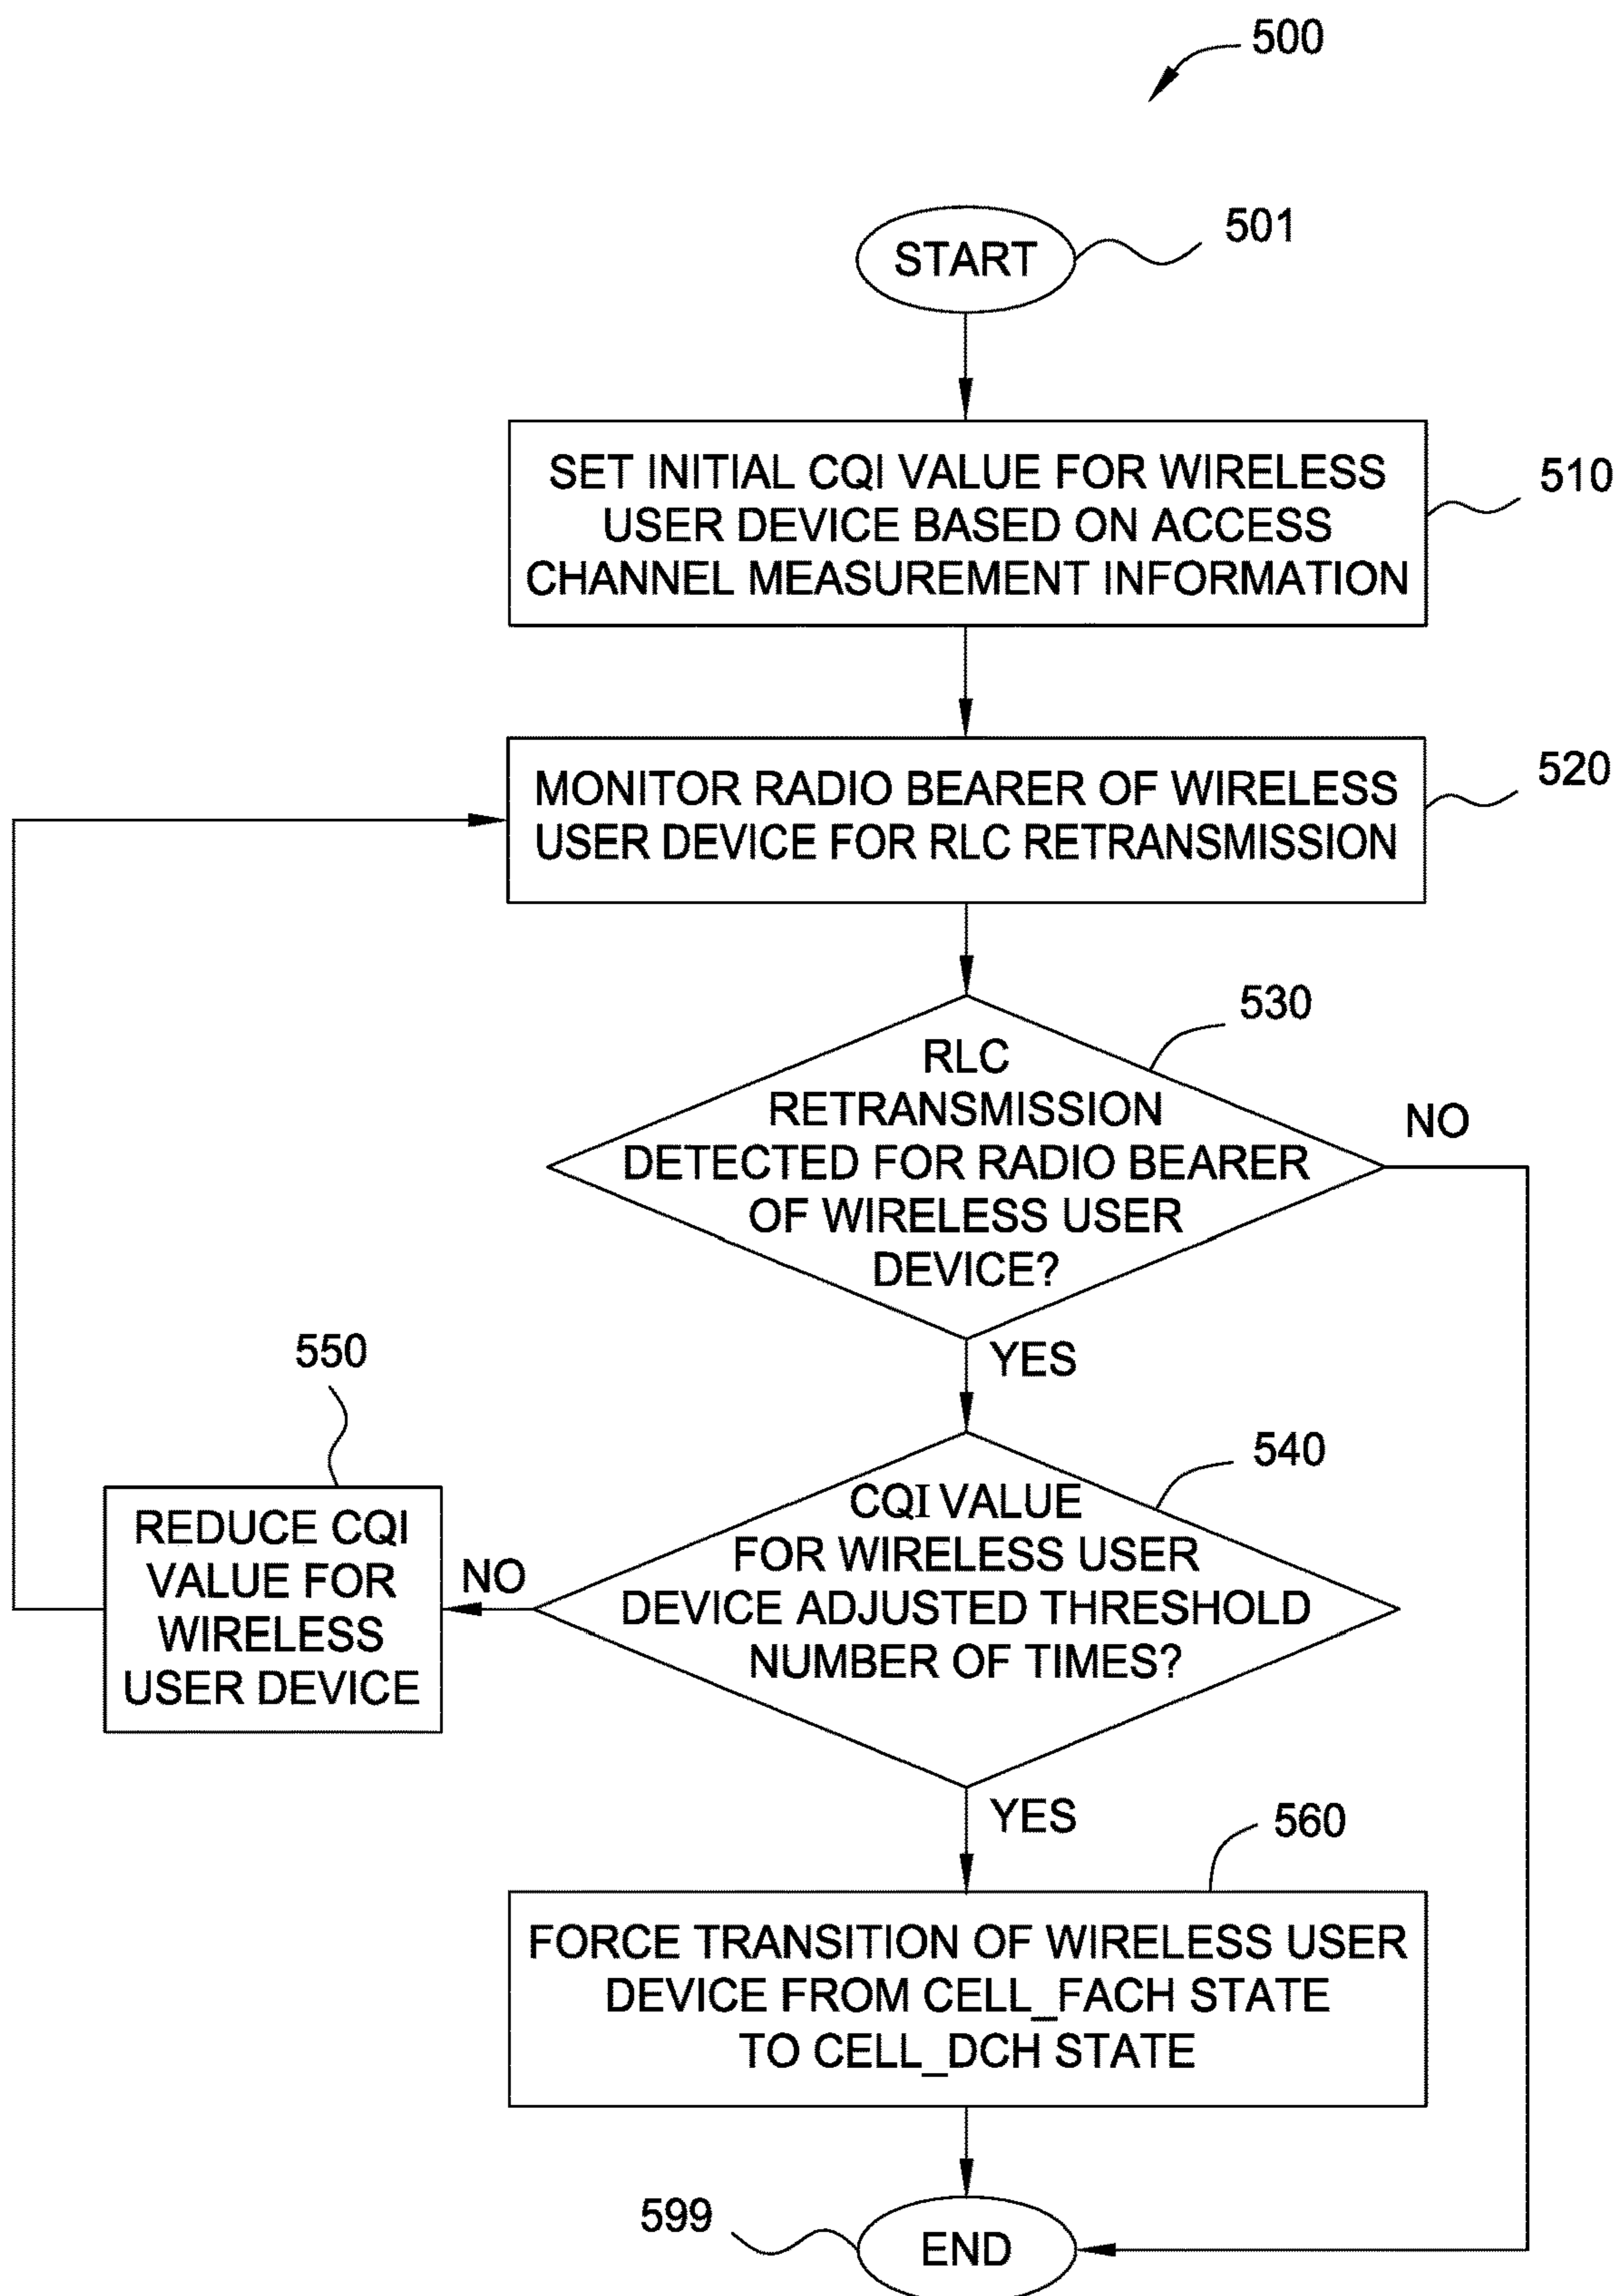 500
START
501
SET INITIAL CQI VALUE FOR WIRELESS
USER DEVICE BASED ON ACCESS
CHANNEL MEASUREMENT INFORMATION
510
MONITOR RADIO BEARER OF WIRELESS
USER DEVICE FOR RLC RETRANSMISSION
520
RLC
RETRANSMISSION
DETECTED FOR RADIO BEARER
OF WIRELESS USER
DEVICE?
530
NO
YES
CQI VALUE
FOR WIRELESS USER
DEVICE ADJUSTED THRESHOLD
NUMBER OF TIMES?
540
NO
550
REDUCE CQI
VALUE FOR
WIRELESS
USER DEVICE
YES
560
FORCE TRANSITION OF WIRELESS USER
DEVICE FROM CELL_FACH STATE
TO CELL_DCH STATE
599
END